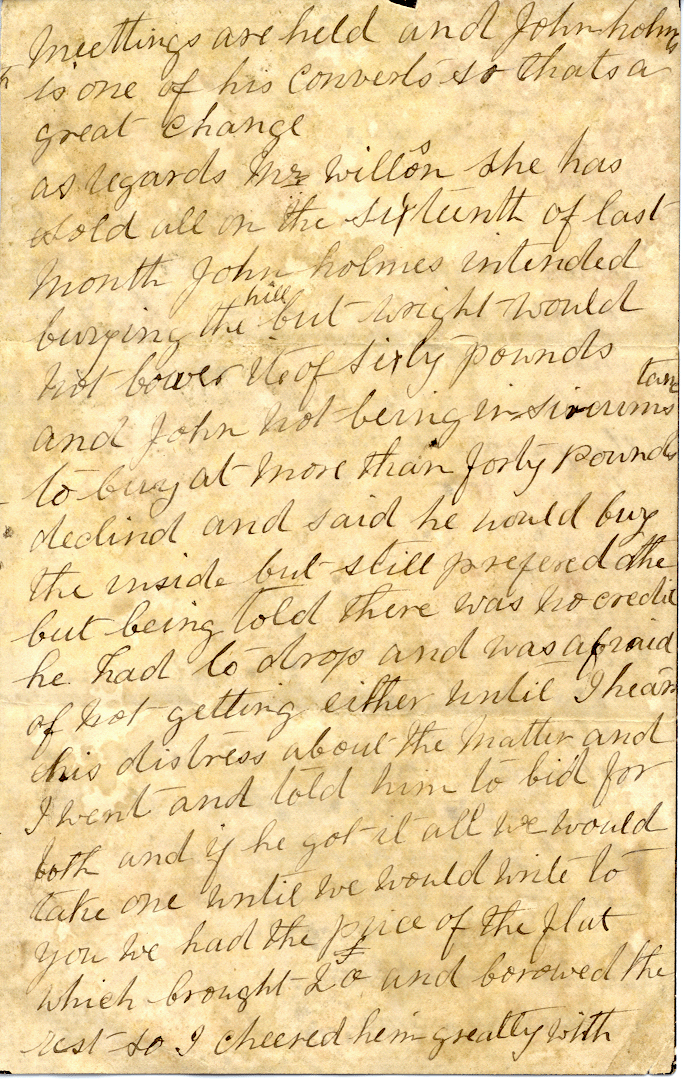 meettings are held and John holms
is one of his converts so thats a
great change
as regards Mrs Willson she has
sold all on the sixteenth of last
month John holmes intended
burying the hill but wright would
not bower it of sixty pounds
and John not being in sircumstan
to buy at more than forty pounds
declind and said he would buy
the inside but still prefered the
but being told there was no credit
he had to drop and was afraid
of not getting either until I heard
his distress about the matter and
I went and told him to bid for
both and if he got it all we would
take one until we would write to
you we had the price of the flat
which brought and borowed the
rest so I cheered him greatly with